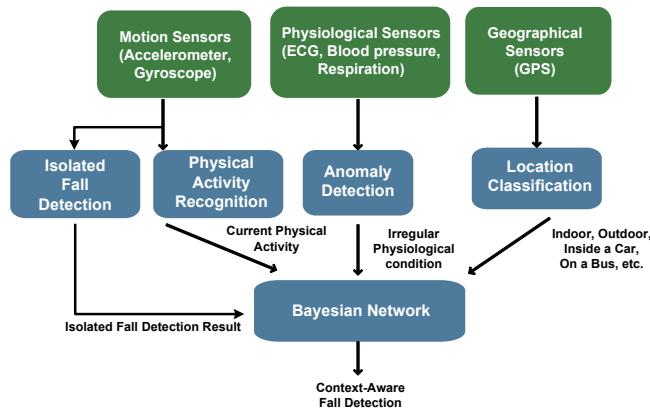 Motion Sensors
(Accelerometer,
Gyroscope)
Physiological Sensors
(ECG, Blood pressure,
Respiration)
Geographical
Sensors
(GPS)
Isolated
Fall
Detection
Physical
Activity
Recognition
Anomaly
Detection
Location
Classification
Current Physical
Activity
Irregular
Physiological
condition
Indoor, Outdoor,
Inside a Car,
On a Bus, etc.
Isolated Fall Detection Result
Bayesian Network
Context-Aware
Fall Detection